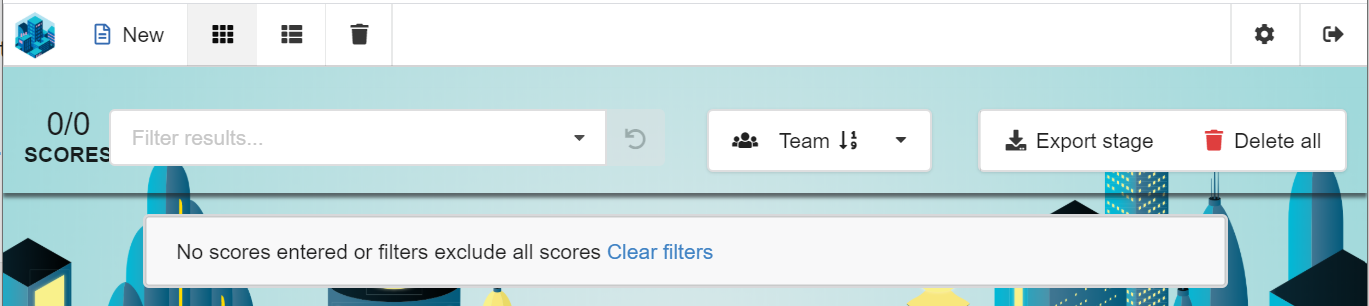 New
0/0
SCORES
Filter results...
Team
Export stage
Delete all
No scores entered or filters exclude all scores Clear filters